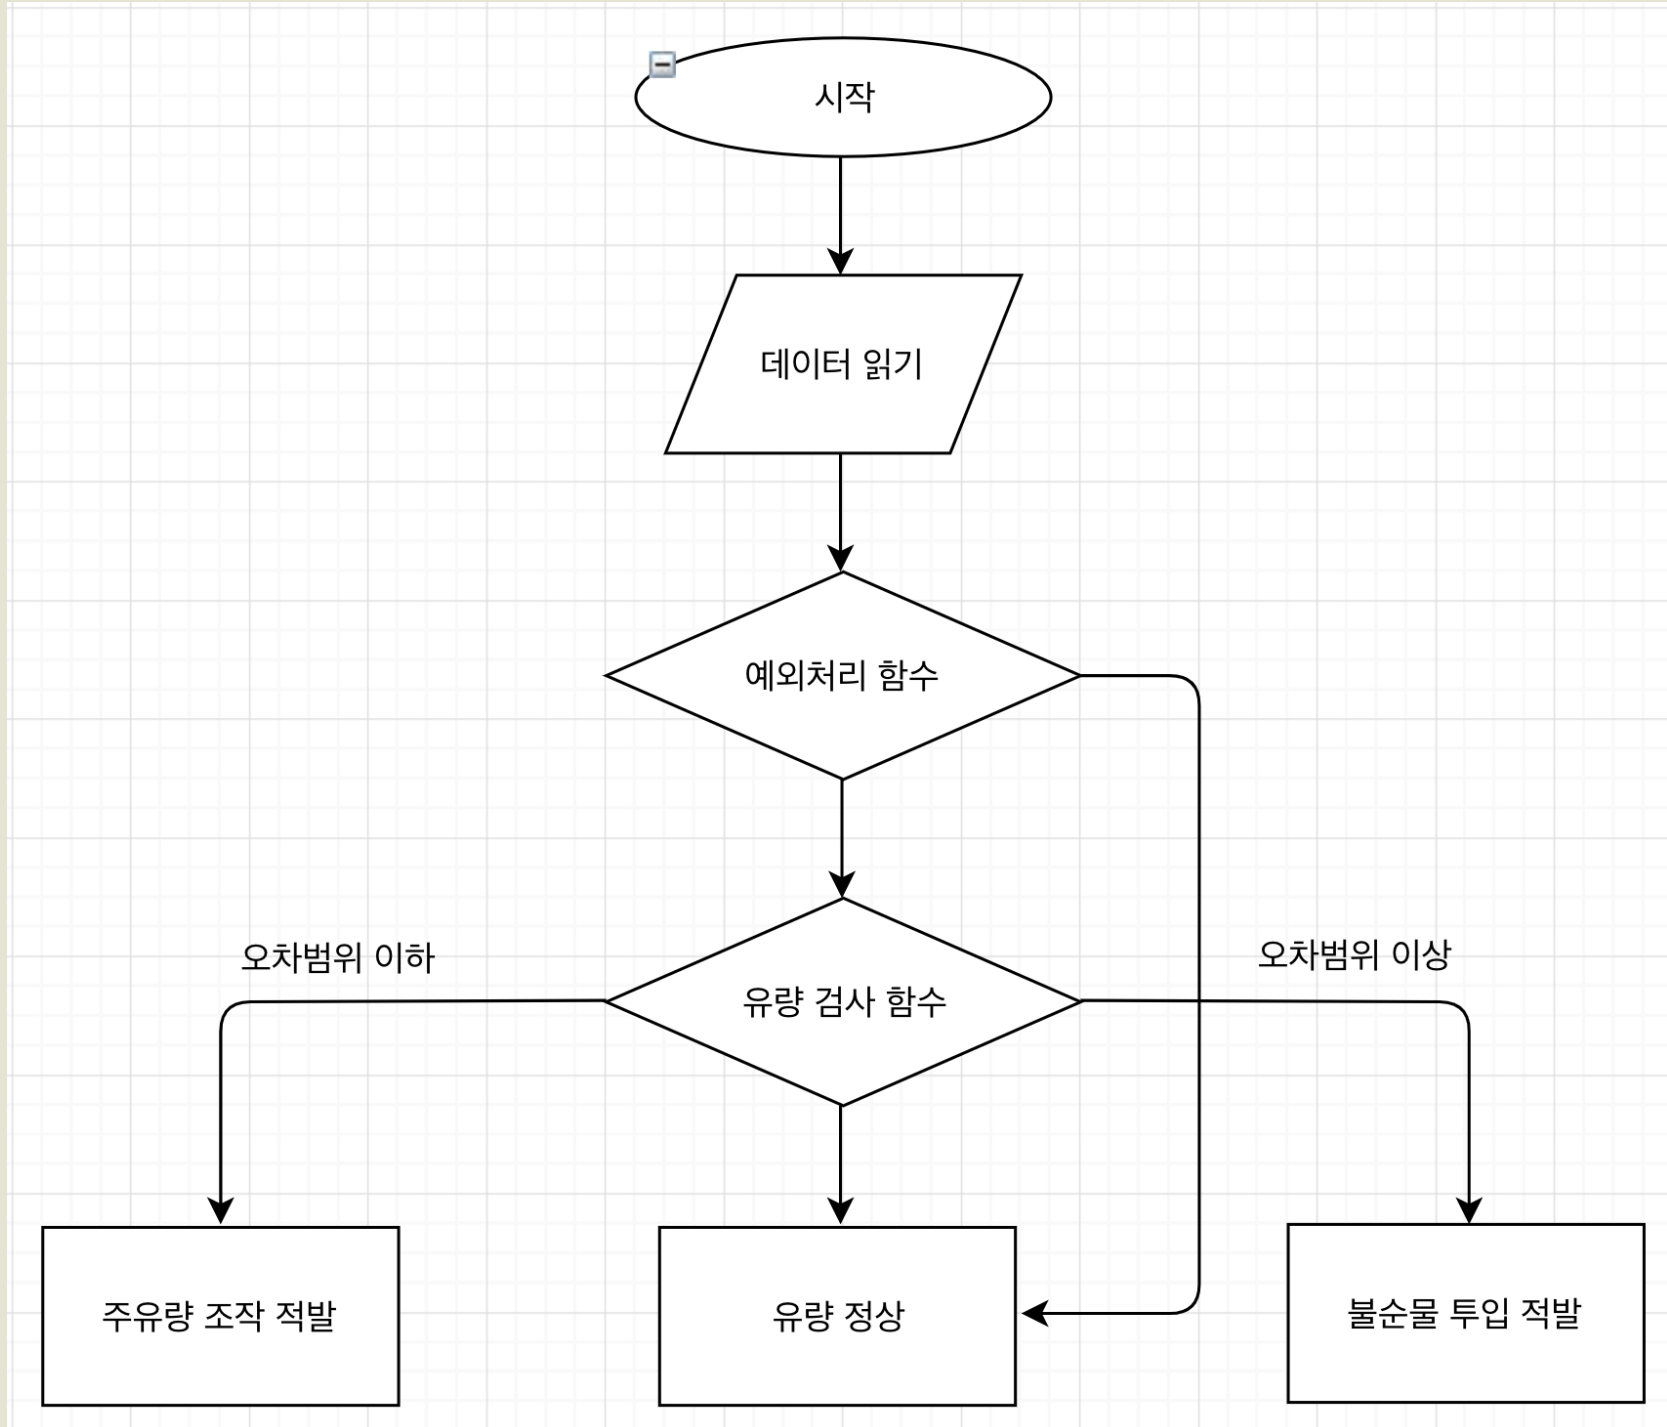 시작
데이터 읽기
예외처리 함수
오차범위 이하
유량 검사 함수
오차범위 이상
주유량 조작 적발
유량 정상
불순물 투입 적발